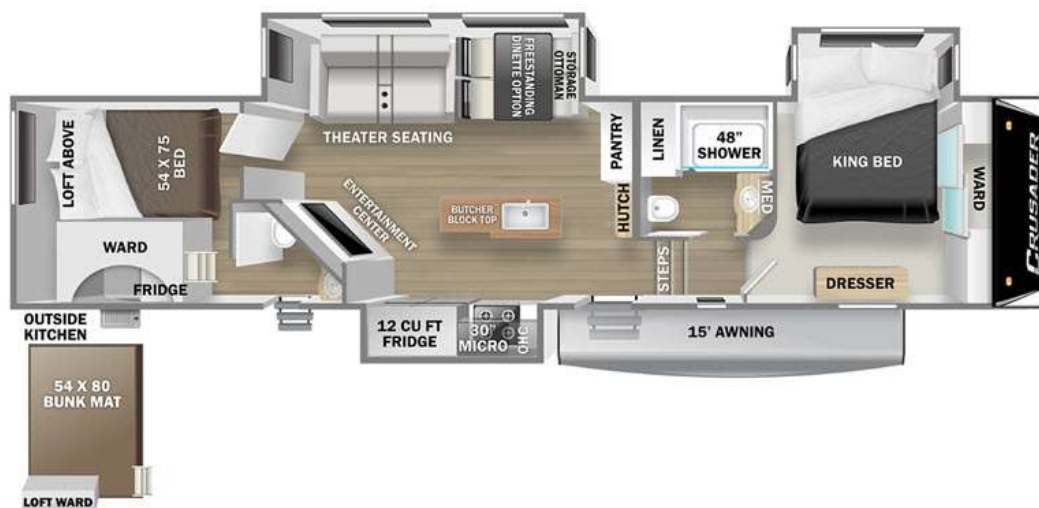 LOFT ABOVE
54 X 75
BED
WARD
FRIDGE
OUTSIDE
KITCHEN
54 X 80
BUNK MAT
LOFT WARD
THEATER SEATING
FREESTANDING
DINETTE OPTION
STORAGE
OTTOMAN
ENTERTAINMENT
CENTER
BUTCHER
BLOCK TOP
12 CU FT
FRIDGE
30"
MICRO
OHC
PANTRY
HUTCH
LINEN
48"
SHOWER
MED
STEPS
KING BED
DRESSER
WARD
15' AWNING
CRUSADER